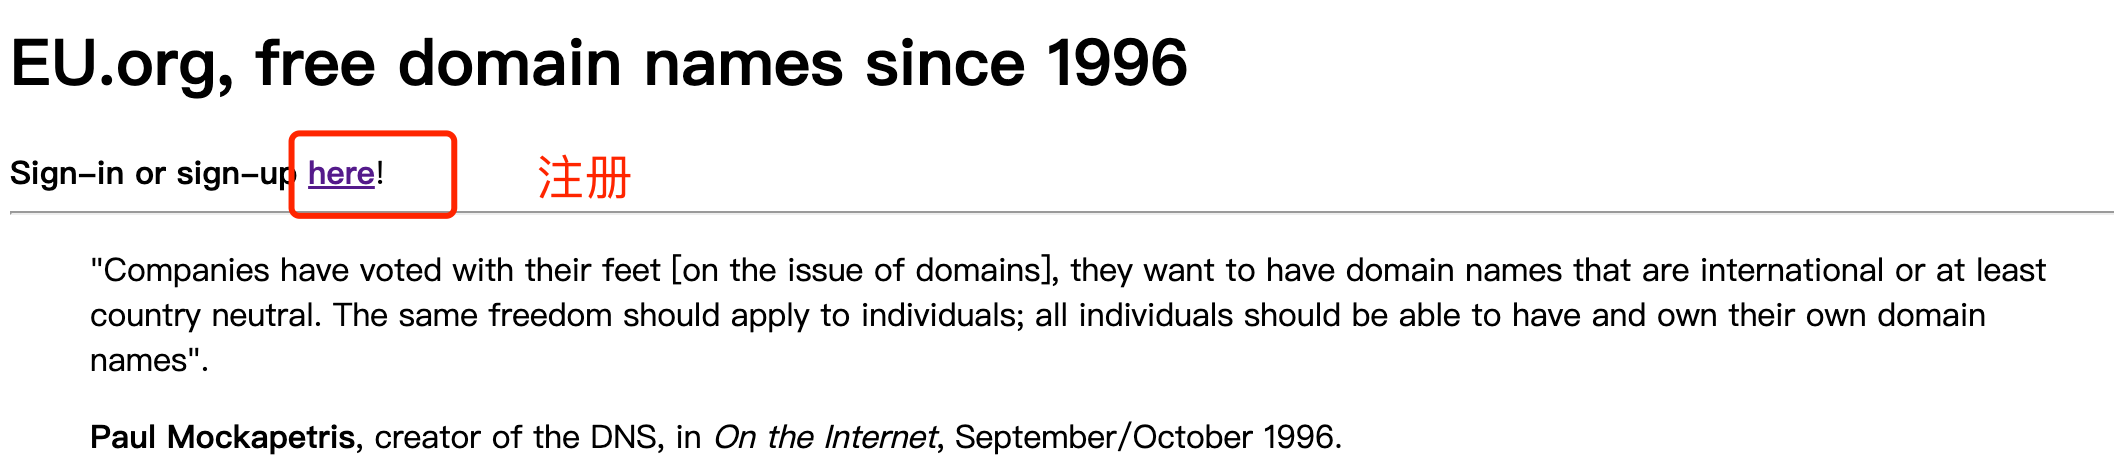 EU.org, free domain names since 1996
Sign-in or sign-up here!
注册
"Companies have voted with their feet [on the issue of domains], they want to have domain names that are international or at least
country neutral. The same freedom should apply to individuals; all individuals should be able to have and own their own domain
names".
Paul Mockapetris, creator of the DNS, in On the Internet, September/October 1996.